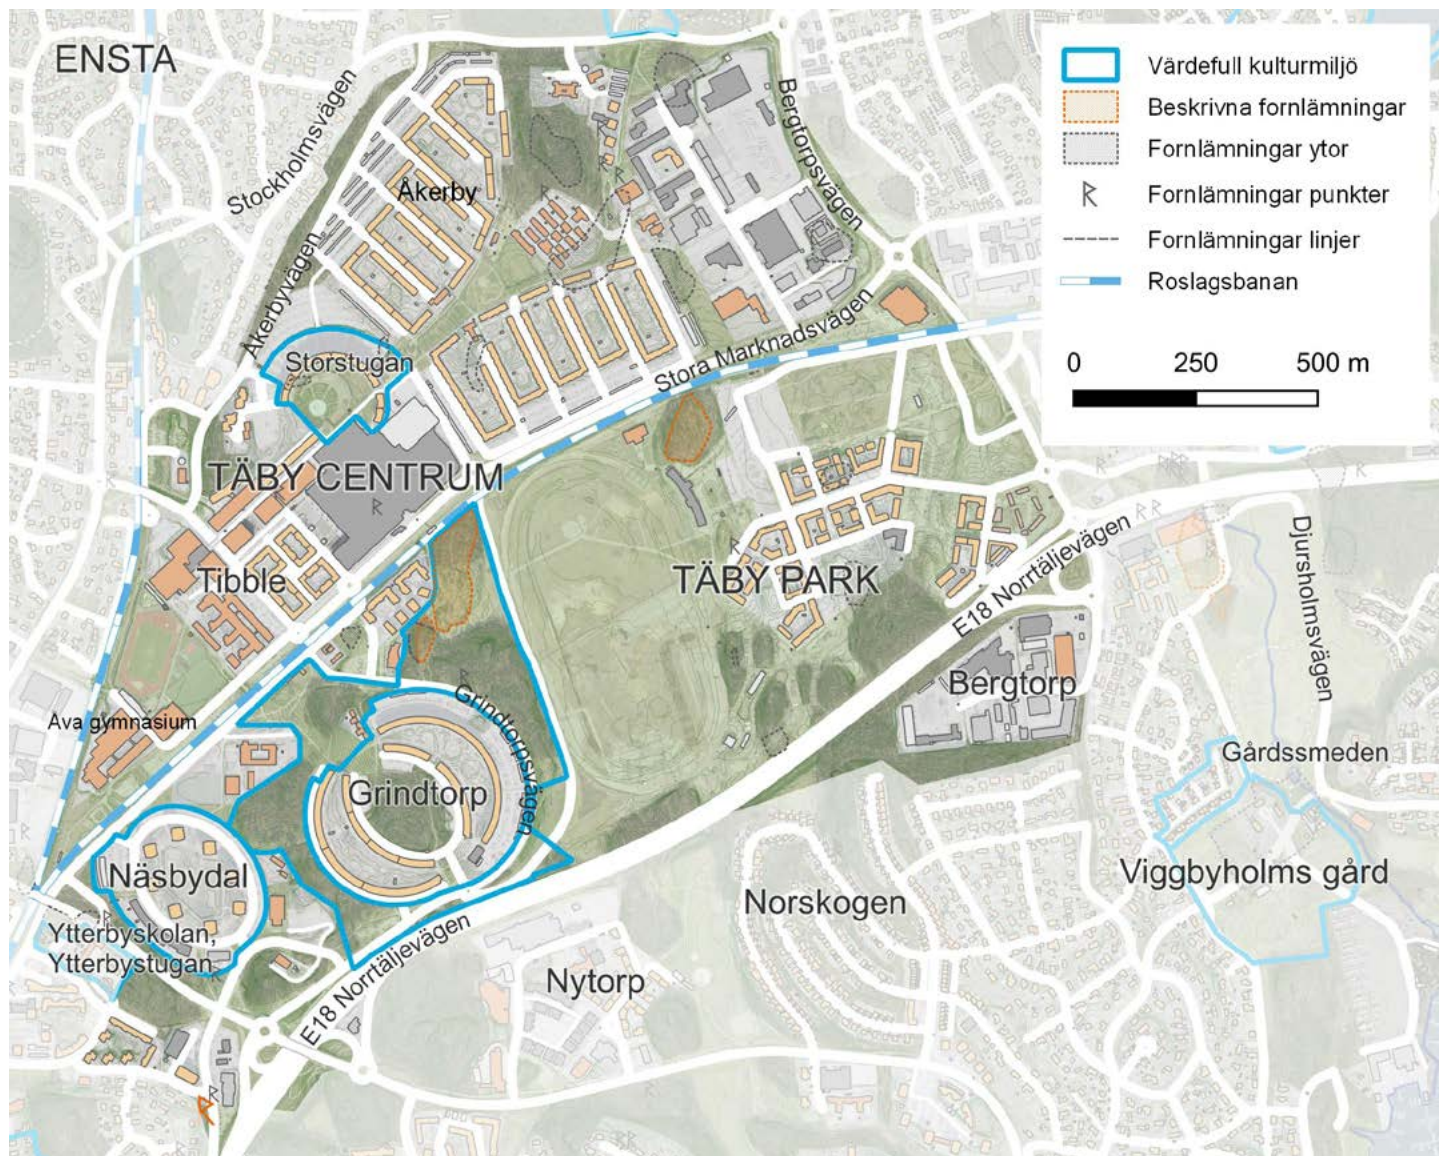 ENSTA
Stockholmsvägen
Bergtorpsvägen
Åkerby
Åkerbyvägen
Storstugan
Stora Marknadsvägen
TÄBY CENTRUM
Tibble
TÄBY PARK
E18 Norrtäljevägen
Djursholmsvägen
Bergtorp
Åva gymnasium
Grindtorpsvägen
Grindtorp
Gårdssmeden
Näsbydal
Viggbyholms gård
Norskogen
Ytterbyskolan,
Ytterbystugan
Nytorp
E18 Norrtäljevägen
Värdefull kulturmiljö
Beskrivna fornlämningar
Fornlämningar ytor
Fornlämningar punkter
Fornlämningar linjer
Roslagsbanan
0 250 500 m